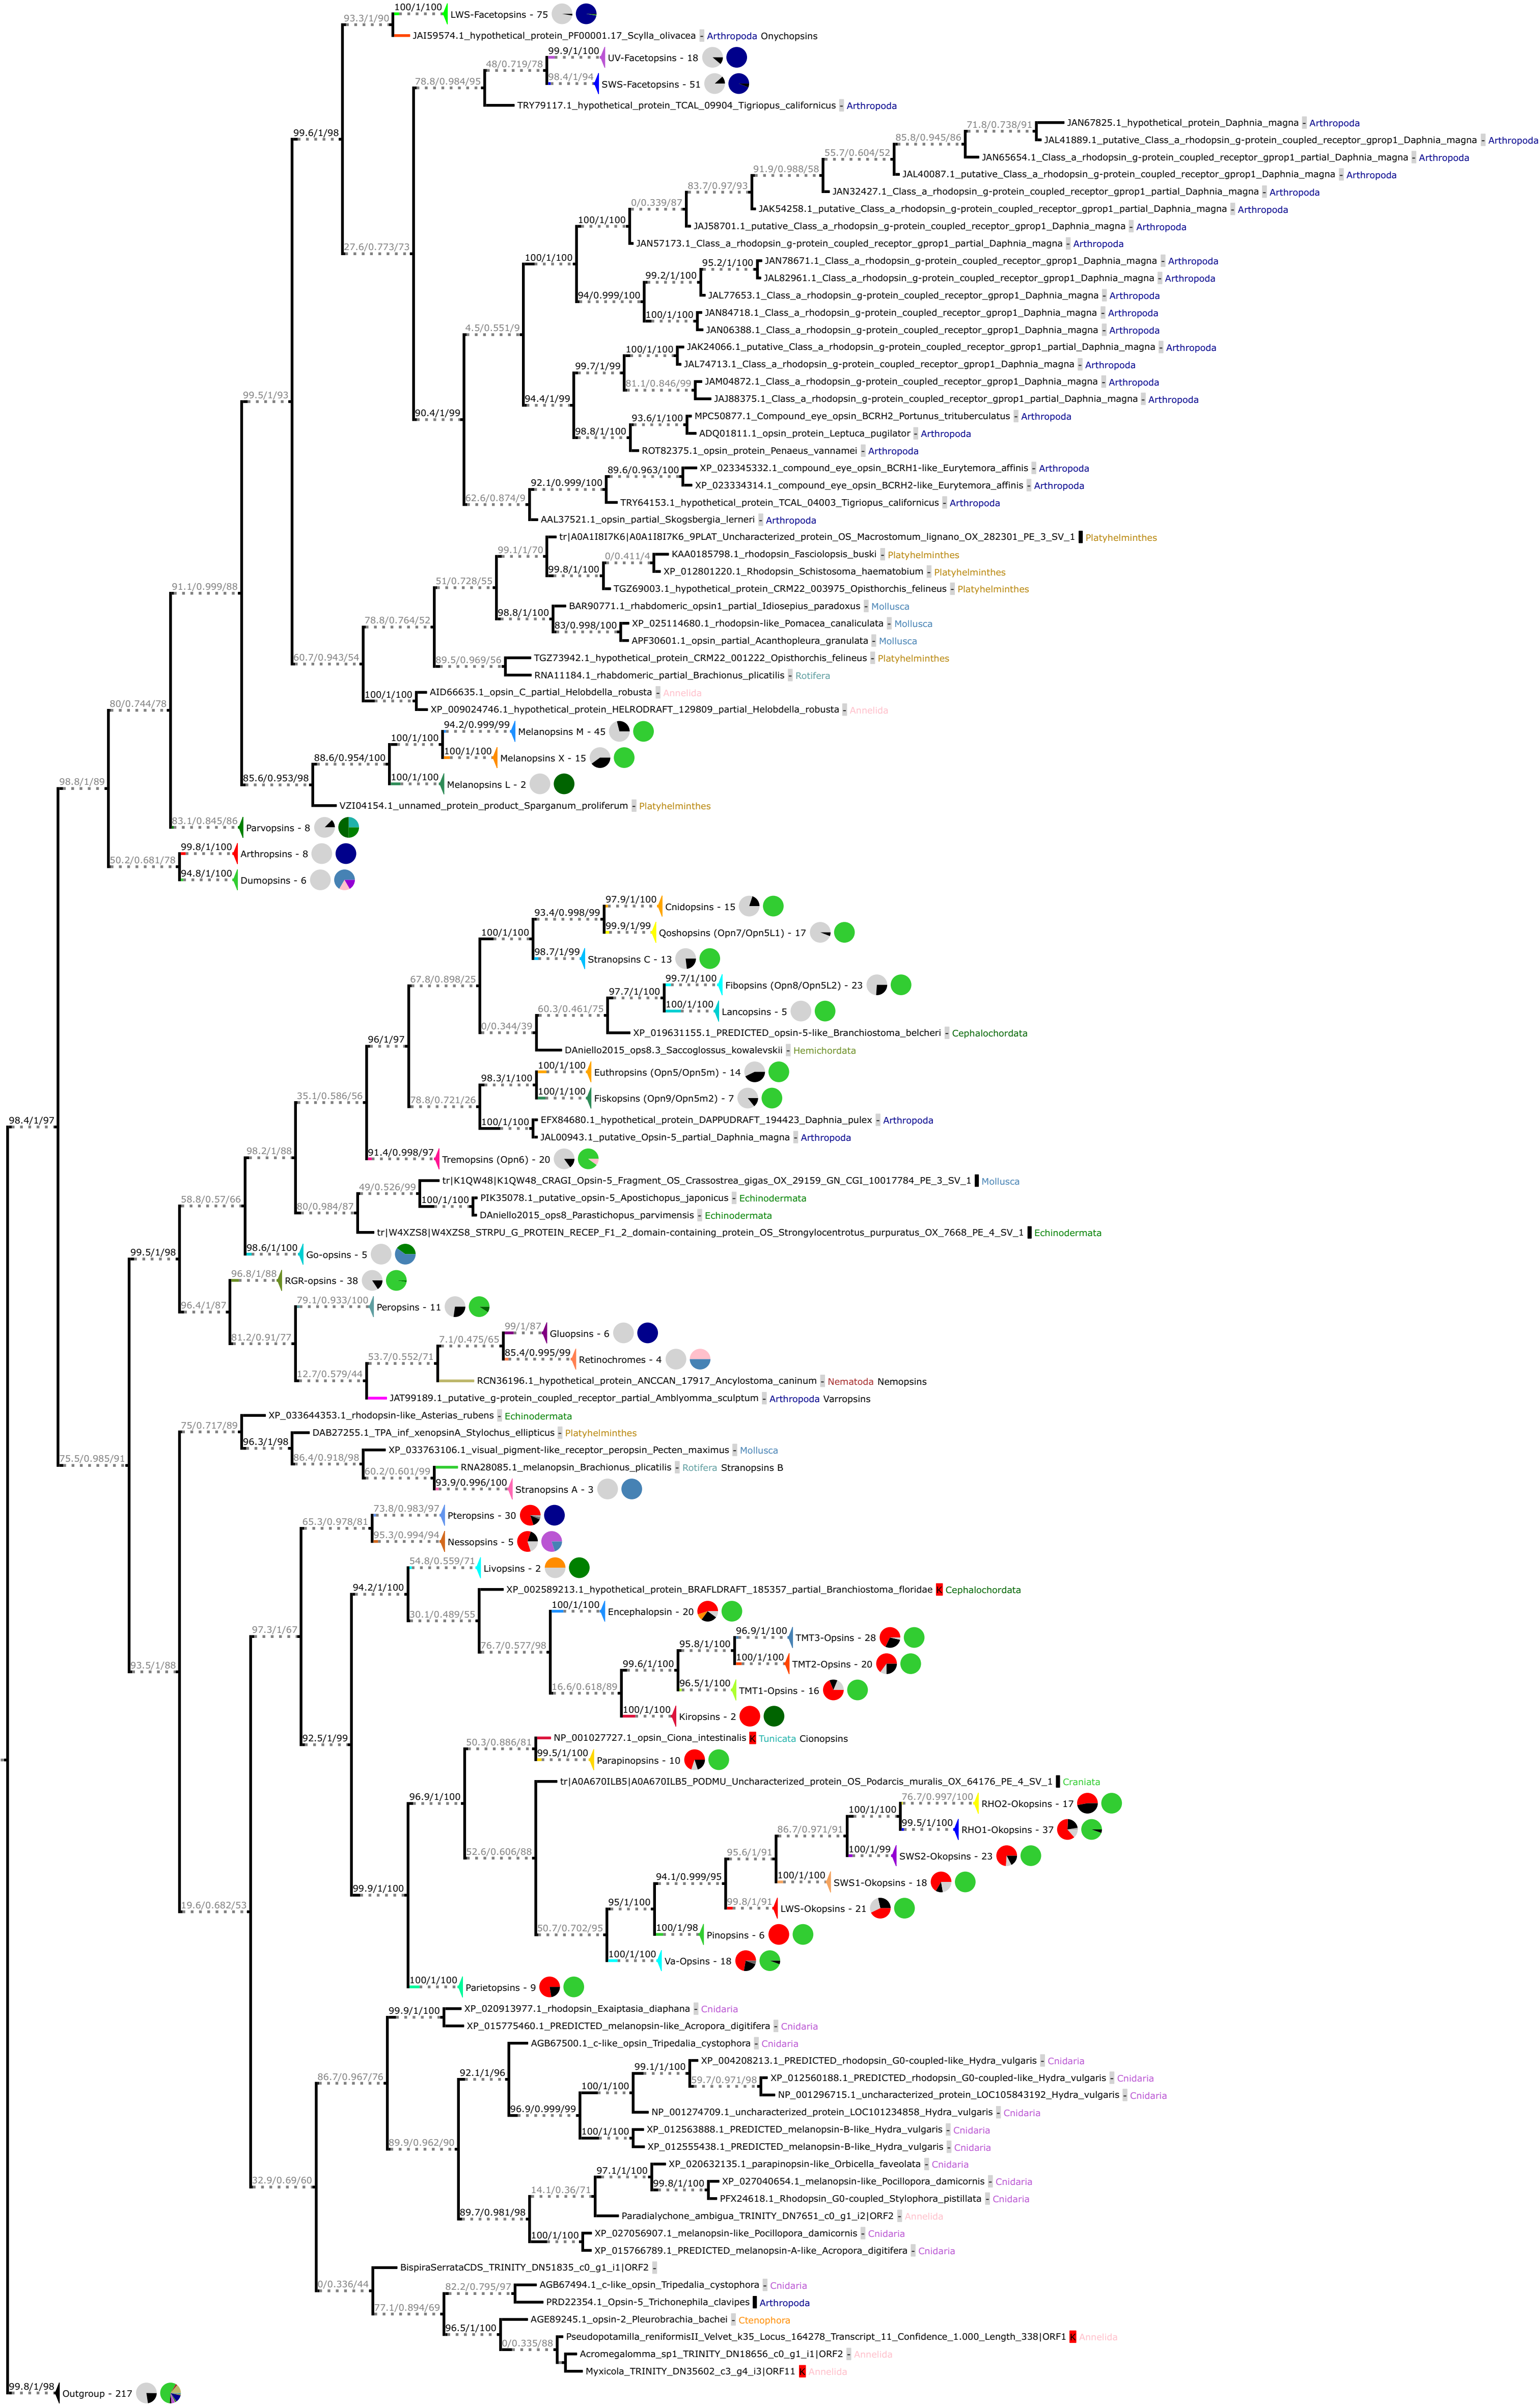 100/1/100
LWS-Facetopsins - 75
93.3/1/90
JAI59574.1_hypothetical_protein_PF00001.17_Scylla_olivacea - Arthropoda Onychopsins
99.9/1/100
UV-Facetopsins - 18
48/0.719/78
98.4/1/94
SWS-Facetopsins - 51
78.8/0.984/95
TRY79117.1_hypothetical_protein_TCAL_09904_Tigriopus_californicus - Arthropoda
99.6/1/98
JAN67825.1_hypothetical_protein_Daphnia_magna - Arthropoda
71.8/0.738/91
JAL41889.1_putative_Class_a_rhodopsin_g-protein_coupled_receptor_gprop1_Daphnia_magna - Arthropoda
85.8/0.945/86
JAN65654.1_Class_a_rhodopsin_g-protein_coupled_receptor_gprop1_partial_Daphnia_magna - Arthropoda
55.7/0.604/52
JAL40087.1_putative_Class_a_rhodopsin_g-protein_coupled_receptor_gprop1_Daphnia_magna - Arthropoda
91.9/0.988/58
JAN32427.1_Class_a_rhodopsin_g-protein_coupled_receptor_gprop1_partial_Daphnia_magna - Arthropoda
83.7/0.97/93
JAK54258.1_putative_Class_a_rhodopsin_g-protein_coupled_receptor_gprop1_partial_Daphnia_magna - Arthropoda
0/0.339/87
JAJ58701.1_putative_Class_a_rhodopsin_g-protein_coupled_receptor_gprop1_Daphnia_magna - Arthropoda
100/1/100
JAN57173.1_Class_a_rhodopsin_g-protein_coupled_receptor_gprop1_partial_Daphnia_magna - Arthropoda
27.6/0.773/73
100/1/100
JAN78671.1_Class_a_rhodopsin_g-protein_coupled_receptor_gprop1_Daphnia_magna - Arthropoda
95.2/1/100
JAL82961.1_Class_a_rhodopsin_g-protein_coupled_receptor_gprop1_Daphnia_magna - Arthropoda
99.2/1/100
JAL77653.1_Class_a_rhodopsin_g-protein_coupled_receptor_gprop1_Daphnia_magna - Arthropoda
94/0.999/100
JAN84718.1_Class_a_rhodopsin_g-protein_coupled_receptor_gprop1_Daphnia_magna - Arthropoda
100/1/100
JAN06388.1_Class_a_rhodopsin_g-protein_coupled_receptor_gprop1_Daphnia_magna - Arthropoda
4.5/0.551/9
JAK24066.1_putative_Class_a_rhodopsin_g-protein_coupled_receptor_gprop1_partial_Daphnia_magna - Arthropoda
100/1/100
JAL74713.1_Class_a_rhodopsin_g-protein_coupled_receptor_gprop1_Daphnia_magna - Arthropoda
99.7/1/99
JAM04872.1_Class_a_rhodopsin_g-protein_coupled_receptor_gprop1_Daphnia_magna - Arthropoda
81.1/0.846/99
JAJ88375.1_Class_a_rhodopsin_g-protein_coupled_receptor_gprop1_partial_Daphnia_magna - Arthropoda
99.5/1/93
94.4/1/99
90.4/1/99
MPC50877.1_Compound_eye_opsin_BCRH2_Portunus_trituberculatus - Arthropoda
93.6/1/100
ADQ01811.1_opsin_protein_Leptuca_pugilator - Arthropoda
98.8/1/100
ROT82375.1_opsin_protein_Penaeus_vannamei - Arthropoda
XP_023345332.1_compound_eye_opsin_BCRH1-like_Eurytemora_affinis - Arthropoda
89.6/0.963/100
XP_023334314.1_compound_eye_opsin_BCRH2-like_Eurytemora_affinis - Arthropoda
92.1/0.999/100
TRY64153.1_hypothetical_protein_TCAL_04003_Tigriopus_californicus - Arthropoda
62.6/0.874/9
AAL37521.1_opsin_partial_Skogsbergia_lerneri - Arthropoda
tr|A0A1I8I7K6|A0A1I8I7K6_9PLAT_Uncharacterized_protein_OS_Macrostomum_lignano_OX_282301_PE_3_SV_1 Platyhelminthes
99.1/1/70
KAA0185798.1_rhodopsin_Fasciolopsis_buski - Platyhelminthes
0/0.411/4
XP_012801220.1_Rhodopsin_Schistosoma_haematobium - Platyhelminthes
99.8/1/100
TGZ69003.1_hypothetical_protein_CRM22_003975_Opisthorchis_felineus - Platyhelminthes
91.1/0.999/88
51/0.728/55
BAR90771.1_rhabdomeric_opsin1_partial_Idiosepius_paradoxus - Mollusca
98.8/1/100
XP_025114680.1_rhodopsin-like_Pomacea_canaliculata - Mollusca
83/0.998/100
APF30601.1_opsin_partial_Acanthopleura_granulata - Mollusca
78.8/0.764/52
TGZ73942.1_hypothetical_protein_CRM22_001222_Opisthorchis_felineus - Platyhelminthes
60.7/0.943/54
89.5/0.969/56
RNA11184.1_rhabdomeric_partial_Brachionus_plicatilis - Rotifera
AID66635.1_opsin_C_partial_Helobdella_robusta - Annelida
100/1/100
XP_009024746.1_hypothetical_protein_HELRODRAFT_129809_partial_Helobdella_robusta - Annelida
80/0.744/78
94.2/0.999/99
Melanopsins M - 45
100/1/100
100/1/100
Melanopsins X - 15
88.6/0.954/100
85.6/0.953/98
100/1/100
Melanopsins L - 2
98.8/1/89
VZI04154.1_unnamed_protein_product_Sparganum_proliferum - Platyhelminthes
83.1/0.845/86
Parvopsins - 8
99.8/1/100
Arthropsins - 8
50.2/0.681/78
94.8/1/100
Dumopsins - 6
97.9/1/100
Cnidopsins - 15
93.4/0.998/99
99.9/1/99
Qoshopsins (Opn7/Opn5L1) - 17
100/1/100
98.7/1/99
Stranopsins C - 13
67.8/0.898/25
99.7/1/100
Fibopsins (Opn8/Opn5L2) - 23
97.7/1/100
100/1/100
Lancopsins - 5
60.3/0.461/75
0/0.344/39
XP_019631155.1_PREDICTED_opsin-5-like_Branchiostoma_belcheri - Cephalochordata
96/1/97
DAniello2015_ops8.3_Saccoglossus_kowalevskii - Hemichordata
100/1/100
Euthropsins (Opn5/Opn5m) - 14
98.3/1/100
100/1/100
Fiskopsins (Opn9/Opn5m2) - 7
35.1/0.586/56
78.8/0.721/26
EFX84680.1_hypothetical_protein_DAPPUDRAFT_194423_Daphnia_pulex - Arthropoda
98.4/1/97
100/1/100
JAL00943.1_putative_Opsin-5_partial_Daphnia_magna - Arthropoda
98.2/1/88
91.4/0.998/97
Tremopsins (Opn6) - 20
tr|K1QW48|K1QW48_CRAGI_Opsin-5_Fragment_OS_Crassostrea_gigas_OX_29159_GN_CGI_10017784_PE_3_SV_1 Mollusca
49/0.526/99
PIK35078.1_putative_opsin-5_Apostichopus_japonicus - Echinodermata
58.8/0.57/66
80/0.984/87
100/1/100
DAniello2015_ops8_Parastichopus_parvimensis - Echinodermata
tr|W4XZS8|W4XZS8_STRPU_G_PROTEIN_RECEP_F1_2_domain-containing_protein_OS_Strongylocentrotus_purpuratus_OX_7668_PE_4_SV_1 Echinodermata
99.5/1/98
98.6/1/100
Go-opsins - 5
96.8/1/88
RGR-opsins - 38
96.4/1/87
79.1/0.933/100
Peropsins - 11
81.2/0.91/77
99/1/87
Gluopsins - 6
7.1/0.475/65
85.4/0.995/99
Retinochromes - 4
53.7/0.552/71
12.7/0.579/44
RCN36196.1_hypothetical_protein_ANCCAN_17917_Ancylostoma_caninum - Nematoda Nemopsins
JAT99189.1_putative_g-protein_coupled_receptor_partial_Amblyomma_sculptum - Arthropoda Varropsins
XP_033644353.1_rhodopsin-like_Asterias_rubens - Echinodermata
75/0.717/89
DAB27255.1_TPA_inf_xenopsinA_Stylochus_ellipticus - Platyhelminthes
96.3/1/98
XP_033763106.1_visual_pigment-like_receptor_peropsin_Pecten_maximus - Mollusca
75.5/0.985/91
86.4/0.918/98
RNA28085.1_melanopsin_Brachionus_plicatilis - Rotifera Stranopsins B
60.2/0.601/99
93.9/0.996/100
Stranopsins A - 3
73.8/0.983/97
Pteropsins - 30
65.3/0.978/81
95.3/0.994/94
Nessopsins - 5
54.8/0.559/71
Livopsins - 2
94.2/1/100
XP_002589213.1_hypothetical_protein_BRAFLDRAFT_185357_partial_Branchiostoma_floridae K Cephalochordata
100/1/100
Encephalopsin - 20
30.1/0.489/55
97.3/1/67
96.9/1/100
TMT3-Opsins - 28
95.8/1/100
76.7/0.577/98
100/1/100
TMT2-Opsins - 20
93.5/1/88
99.6/1/100
96.5/1/100
TMT1-Opsins - 16
16.6/0.618/89
100/1/100
Kiropsins - 2
92.5/1/99
NP_001027727.1_opsin_Ciona_intestinalis K Tunicata Cionopsins
50.3/0.886/81
99.5/1/100
Parapinopsins - 10
tr|A0A670ILB5|A0A670ILB5_PODMU_Uncharacterized_protein_OS_Podarcis_muralis_OX_64176_PE_4_SV_1 Craniata
96.9/1/100
76.7/0.997/100
RHO2-Okopsins - 17
100/1/100
99.5/1/100
RHO1-Okopsins - 37
86.7/0.971/91
52.6/0.606/88
100/1/99
SWS2-Okopsins - 23
95.6/1/91
100/1/100
SWS1-Okopsins - 18
94.1/0.999/95
99.9/1/100
99.8/1/91
LWS-Okopsins - 21
19.6/0.682/53
95/1/100
50.7/0.702/95
100/1/98
Pinopsins - 6
100/1/100
Va-Opsins - 18
100/1/100
Parietopsins - 9
XP_020913977.1_rhodopsin_Exaiptasia_diaphana - Cnidaria
99.9/1/100
XP_015775460.1_PREDICTED_melanopsin-like_Acropora_digitifera - Cnidaria
AGB67500.1_c-like_opsin_Tripedalia_cystophora - Cnidaria
XP_004208213.1_PREDICTED_rhodopsin_G0-coupled-like_Hydra_vulgaris - Cnidaria
99.1/1/100
92.1/1/96
86.7/0.967/76
XP_012560188.1_PREDICTED_rhodopsin_G0-coupled-like_Hydra_vulgaris - Cnidaria
59.7/0.971/98
100/1/100
NP_001296715.1_uncharacterized_protein_LOC105843192_Hydra_vulgaris - Cnidaria
96.9/0.999/99
NP_001274709.1_uncharacterized_protein_LOC101234858_Hydra_vulgaris - Cnidaria
XP_012563888.1_PREDICTED_melanopsin-B-like_Hydra_vulgaris - Cnidaria
100/1/100
XP_012555438.1_PREDICTED_melanopsin-B-like_Hydra_vulgaris - Cnidaria
89.9/0.962/90
XP_020632135.1_parapinopsin-like_Orbicella_faveolata - Cnidaria
97.1/1/100
XP_027040654.1_melanopsin-like_Pocillopora_damicornis - Cnidaria
32.9/0.69/60
99.8/1/100
14.1/0.36/71
PFX24618.1_Rhodopsin_G0-coupled_Stylophora_pistillata - Cnidaria
89.7/0.981/98
Paradialychone_ambigua_TRINITY_DN7651_c0_g1_i2|ORF2 - Annelida
XP_027056907.1_melanopsin-like_Pocillopora_damicornis - Cnidaria
100/1/100
XP_015766789.1_PREDICTED_melanopsin-A-like_Acropora_digitifera - Cnidaria
BispiraSerrataCDS_TRINITY_DN51835_c0_g1_i1|ORF2 -
0/0.336/44
AGB67494.1_c-like_opsin_Tripedalia_cystophora - Cnidaria
82.2/0.795/97
PRD22354.1_Opsin-5_Trichonephila_clavipes Arthropoda
77.1/0.894/69
AGE89245.1_opsin-2_Pleurobrachia_bachei - Ctenophora
96.5/1/100
Pseudopotamilla_reniformisII_Velvet_k35_Locus_164278_Transcript_11_Confidence_1.000_Length_338|ORF1 K Annelida
0/0.335/88
Acromegalomma_sp1_TRINITY_DN18656_c0_g1_i1|ORF2 - Annelida
Myxicola_TRINITY_DN35602_c3_g4_i3|ORF11 K Annelida
99.8/1/98
Outgroup - 217